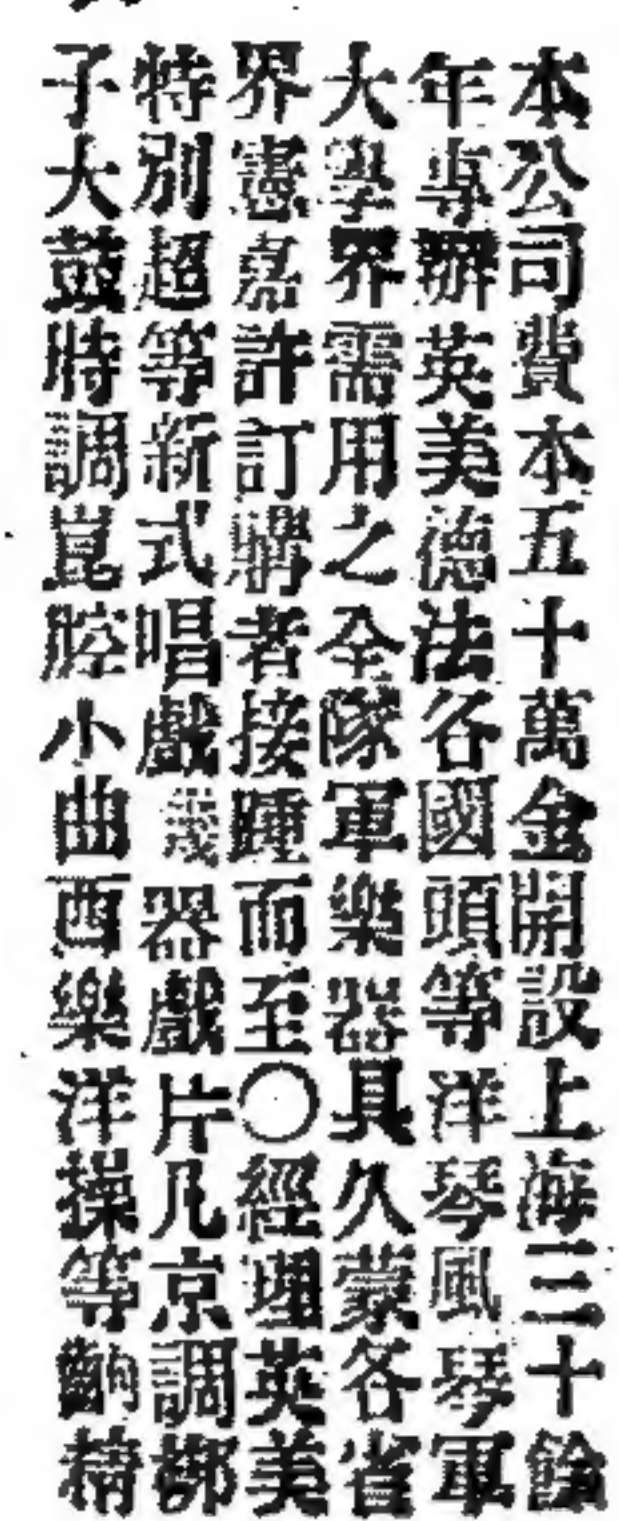 本公司費本五十萬金開設上海三十餘
年專辦英美德法各國頭等洋琴風琴軍
大學界需用之全隊軍樂器具久蒙各省
界憲嘉許訂購者接踵而至〇經理英美
特別超等新式唱戲機器戲片凡京調梆
子大鼓時調崑腔小曲西樂洋操等齣精